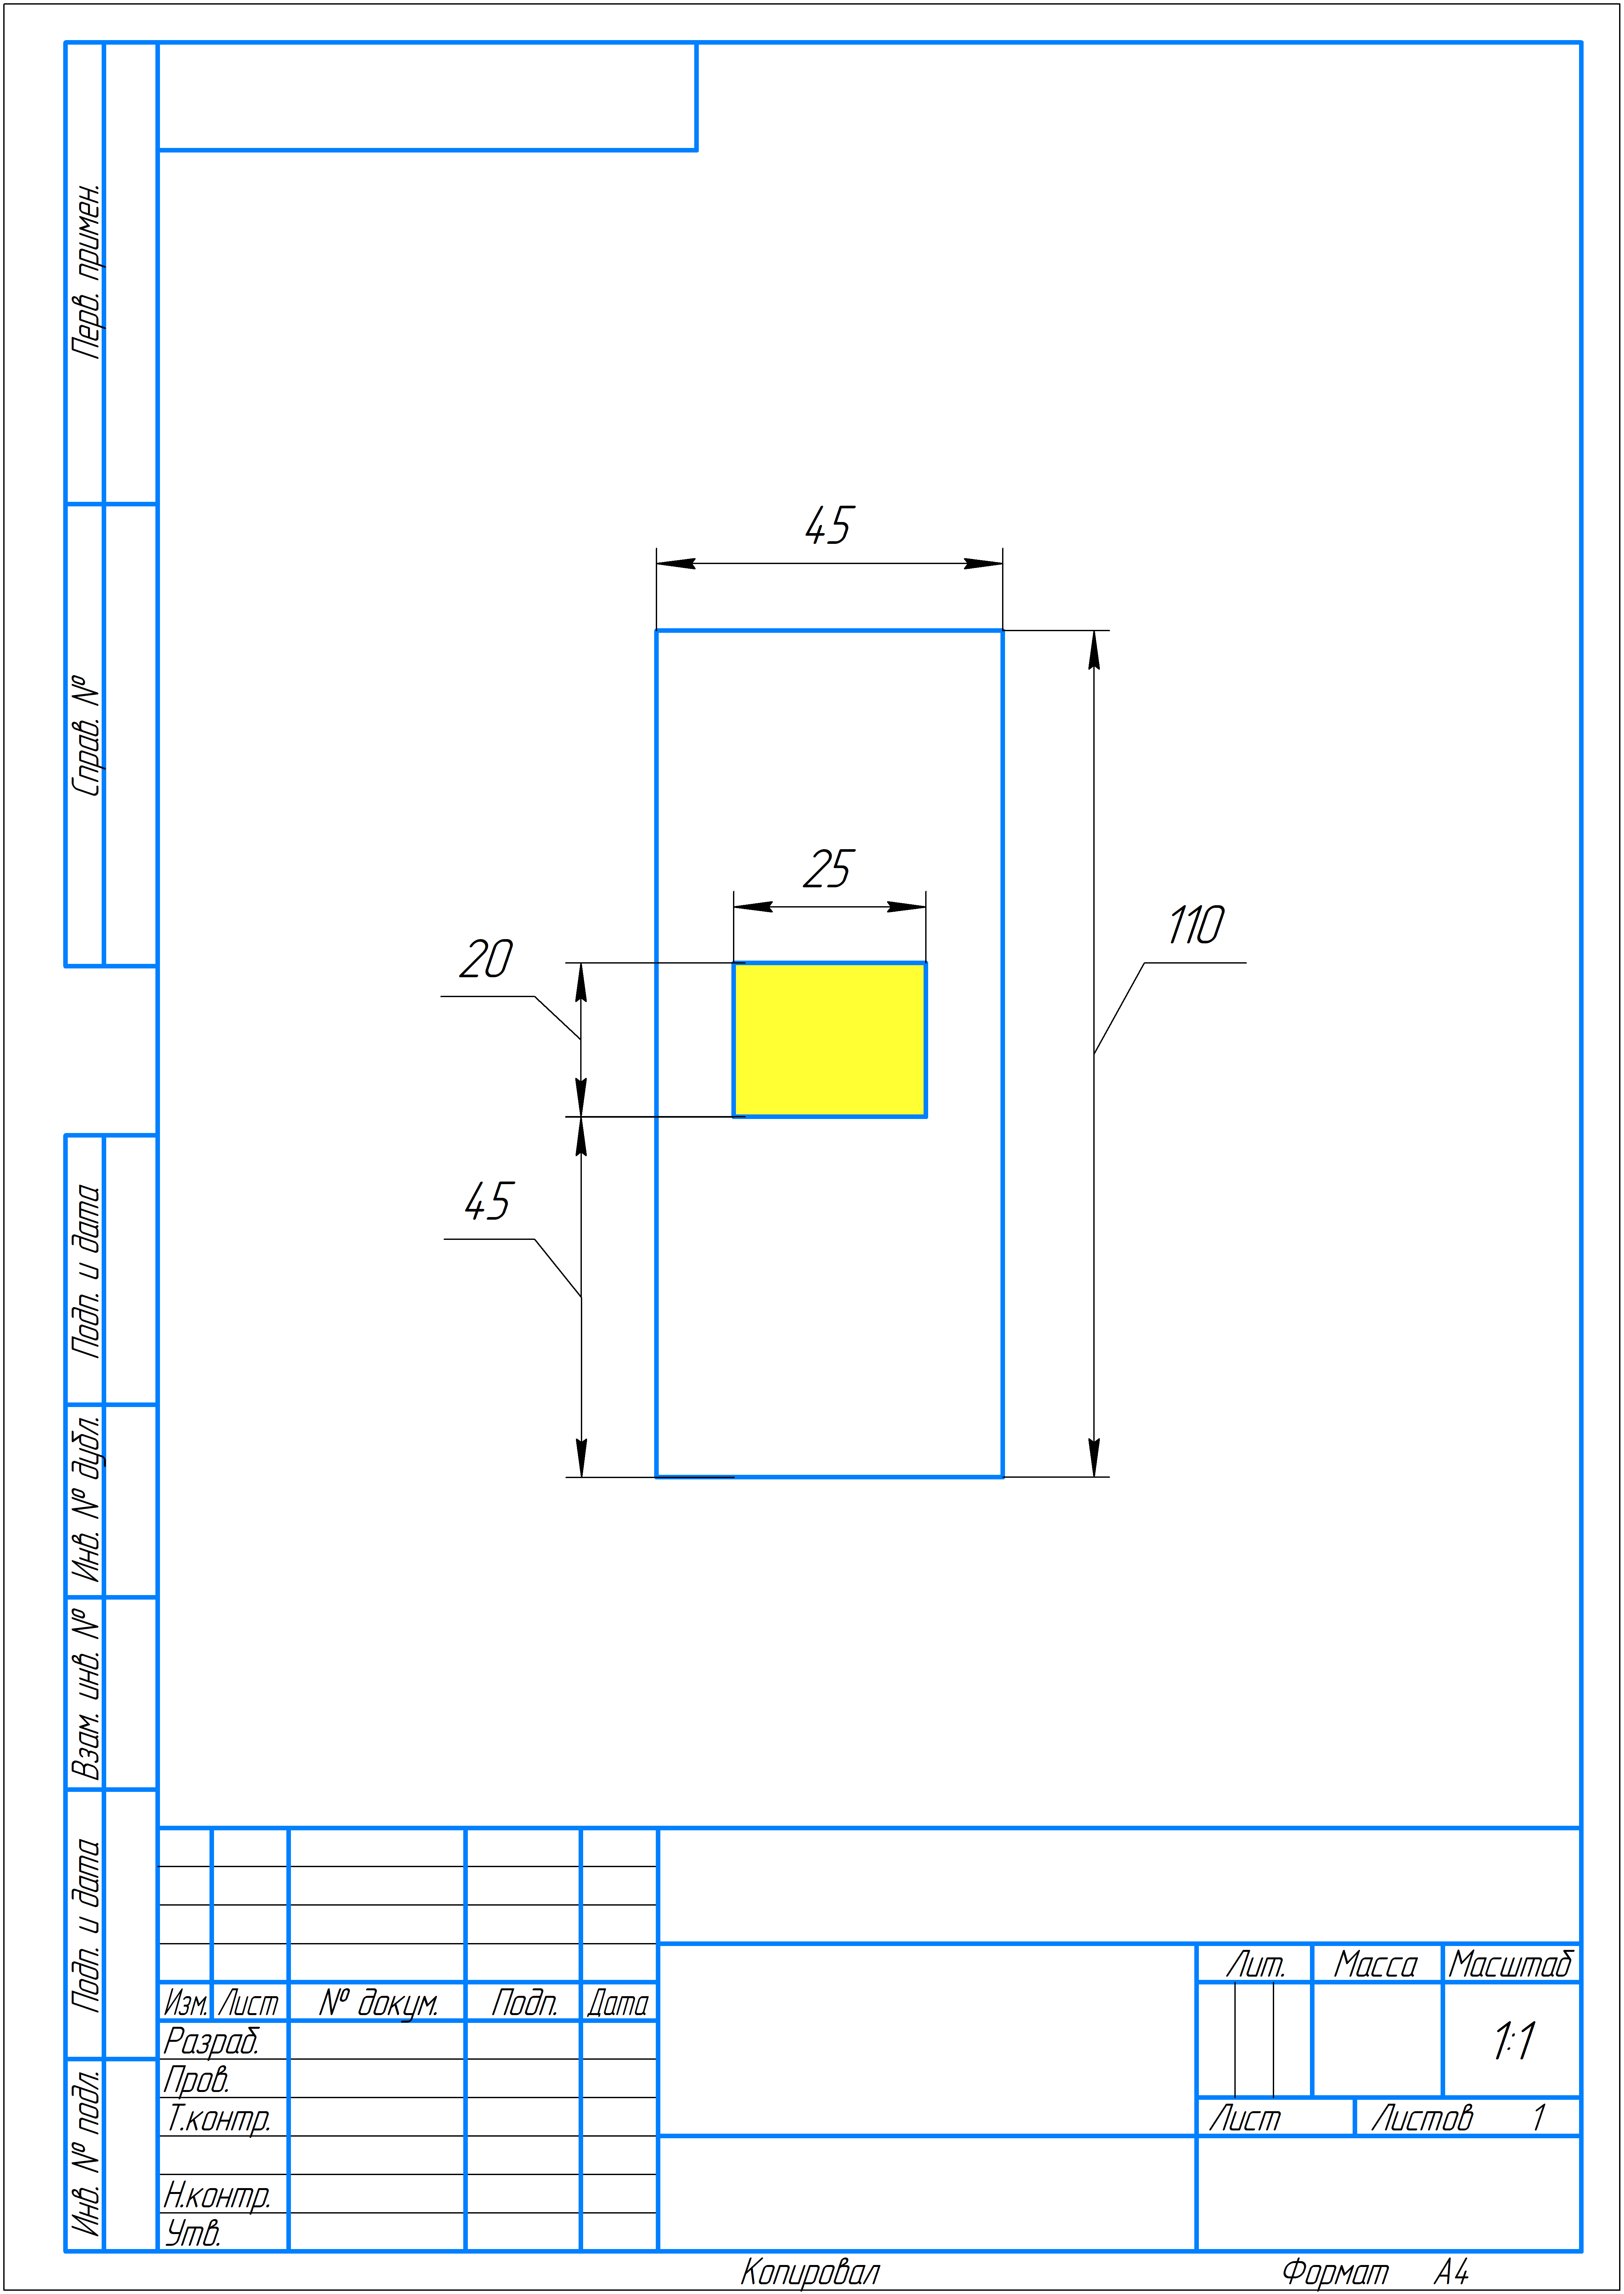 Перв. примен.
Справ. №
Подп. и дата
Инв. № дубл.
Взам. инв. №
Подп. и дата
Инв. № подл.
45
25
110
20
45
Лит. Масса Масштаб
Изм. Лист № докум. Подп. Дата
1:1
Разраб.
Пров.
Т.контр.
Лист Листов 1
Н.контр.
Утв.
Копировал Формат А4